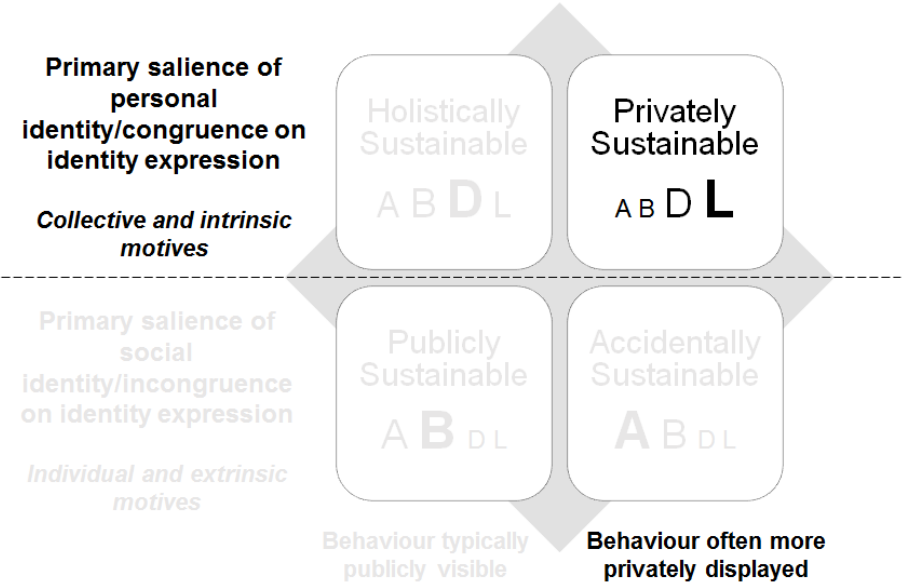 Primary salience of
personal
identity/congruence on
identity expression
Collective and intrinsic
motives
Holistically
Sustainable
A B D L
Privately
Sustainable
A B D L
Primary salience of
social
identity/incongruence
on identity expression
Individual and extrinsic
motives
Publicly
Sustainable
A B D L
Accidentally
Sustainable
A B D L
Behaviour typically
publicly visible
Behaviour often more
privately displayed